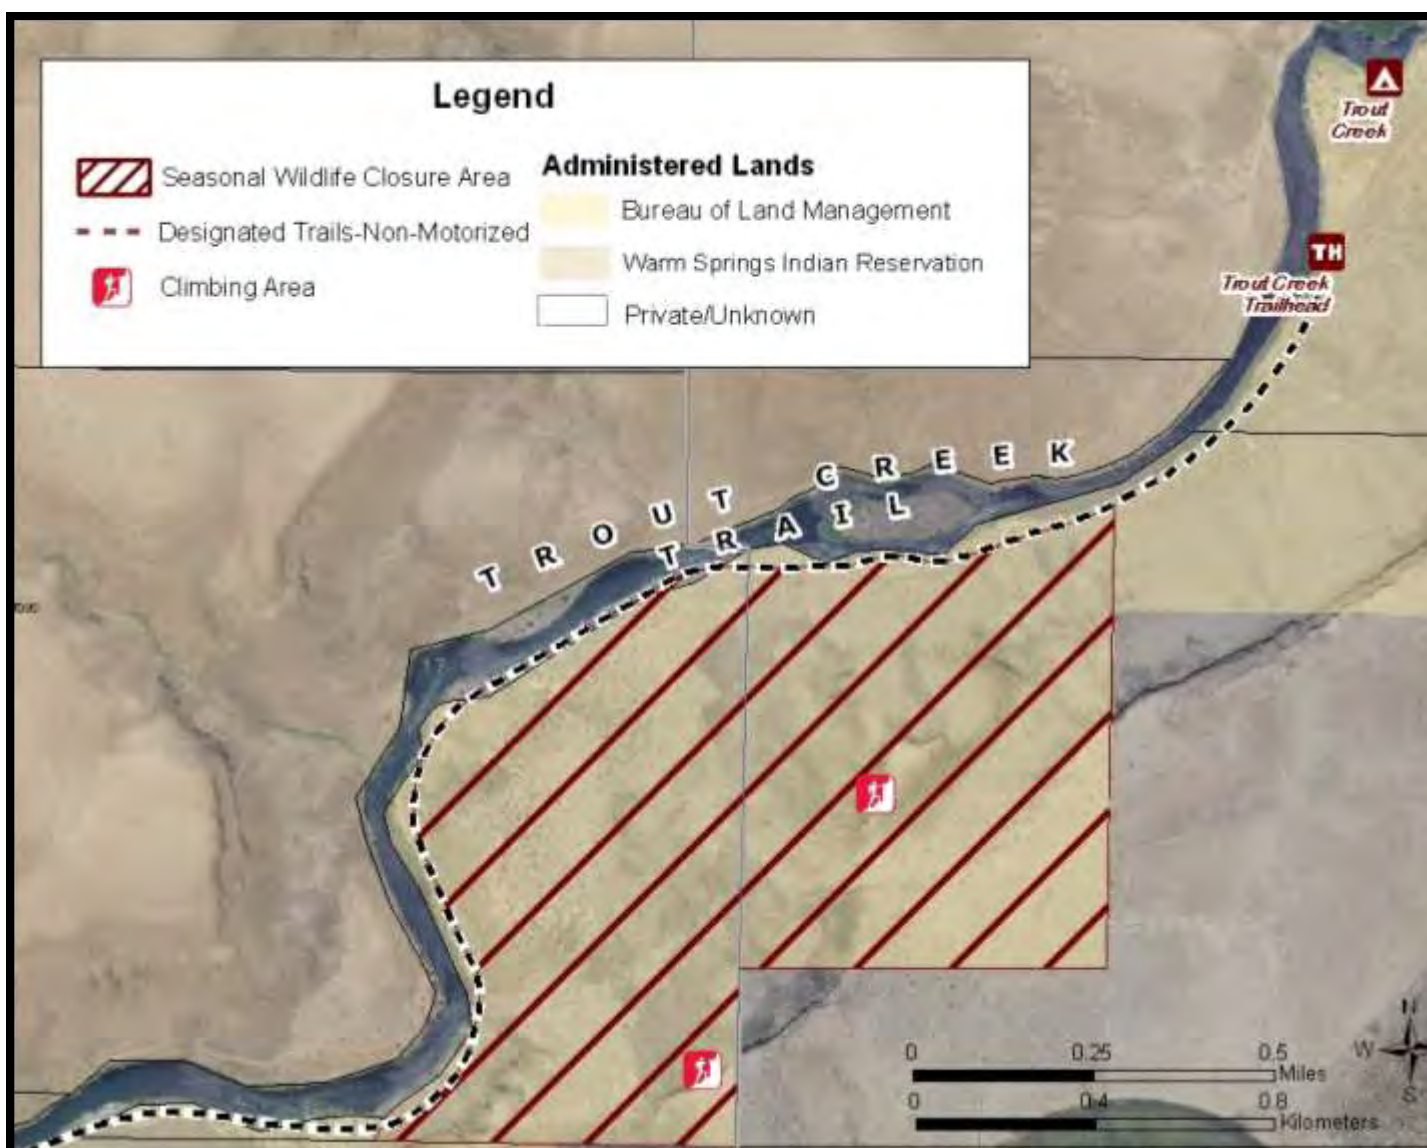 Legend
Seasonal Wildlife Closure Area
Designated Trails-Non-Motorized
Climbing Area
Administered Lands
Bureau of Land Management
Warm Springs Indian Reservation
Private/Unknown
Trout
Creek
TH
Trout Creek
Trailhead
TROUT CREEK
TRAIL
N
W
S
0 0.25 0.5
Miles
0 0.4 0.8
Kilometers